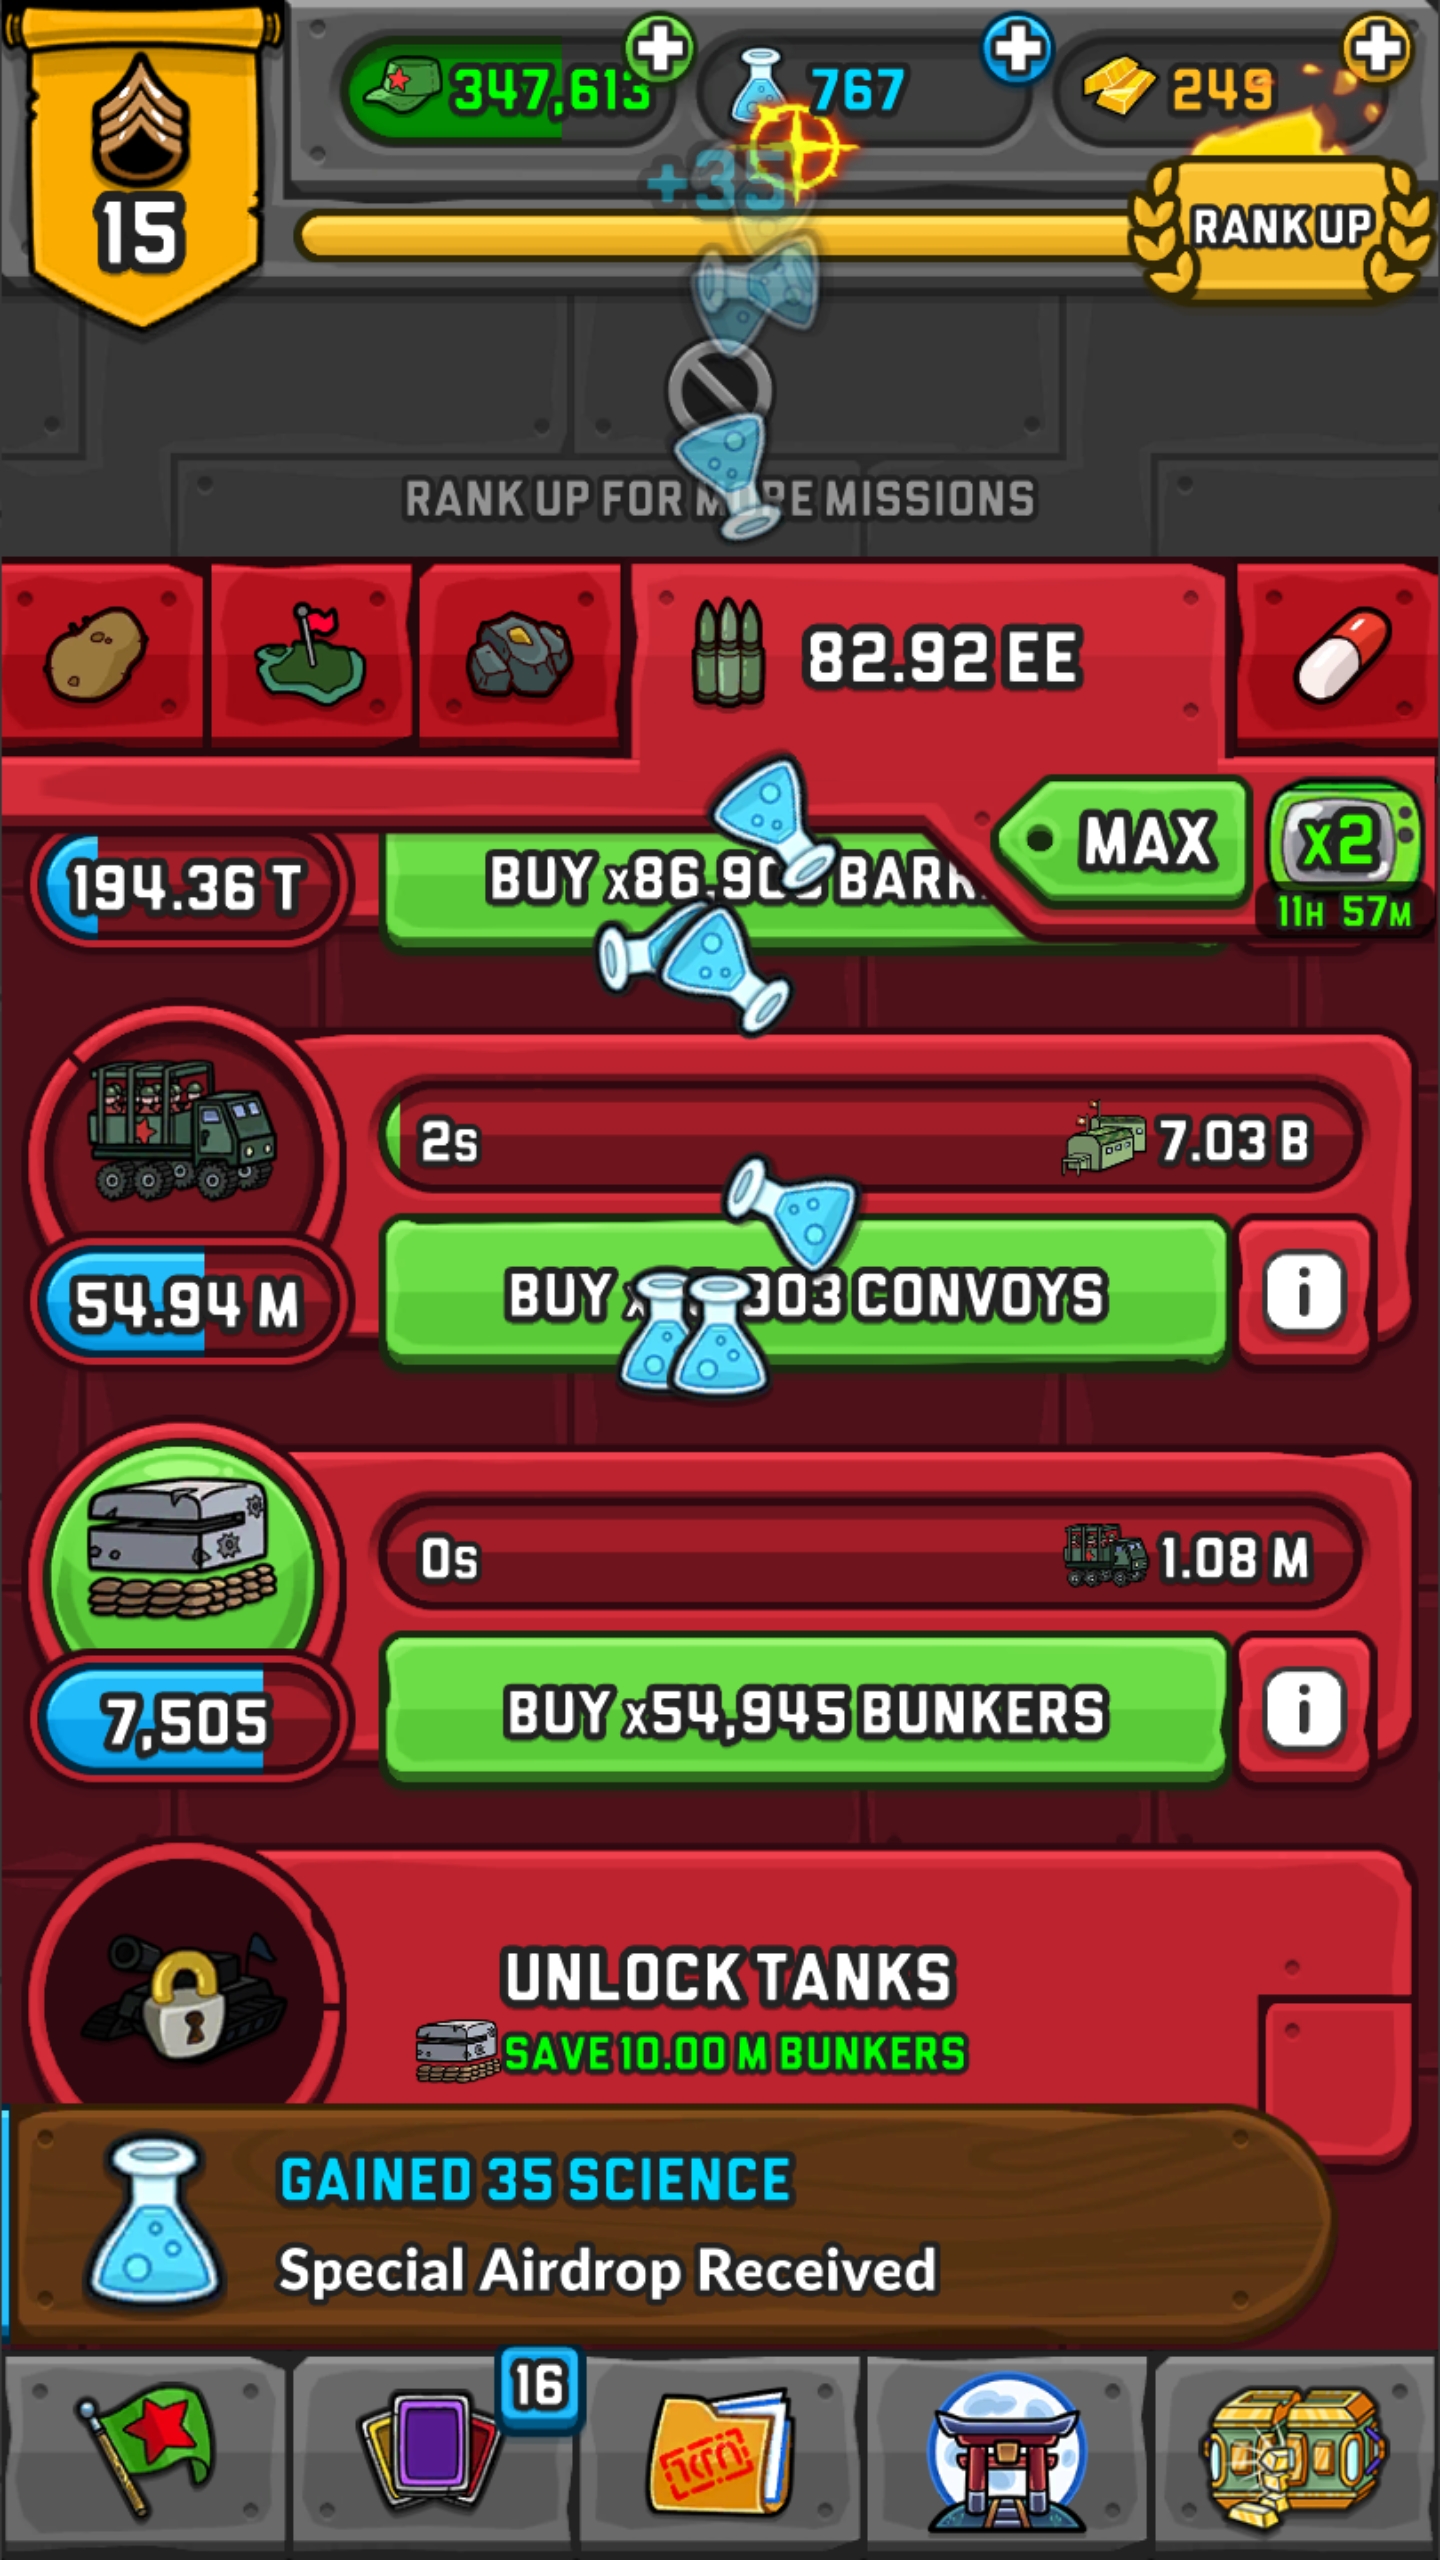 347,613
767
249
+35
15
RANK UP
RANK UP FOR MISSIONS
82.92 EE
MAX
x2
11H 57M
194.36 T
BUY
2s
7.03 B
54.94 M
BUY CONVOYS
0s
1.08 M
7,505
BUY x54,945 BUNKERS
UNLOCK TANKS
SAVE 10.00 M BUNKERS
GAINED 35 SCIENCE
Special Airdrop Received
16